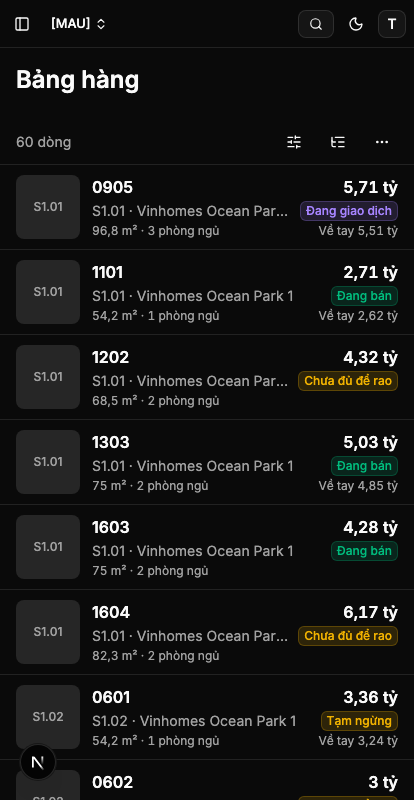 [MAU]
T
Bảng hàng
60 dòng
S1.01
0905
5,71 tỷ
S1.01 · Vinhomes Ocean Par...
Đang giao dịch
96,8 m² · 3 phòng ngủ
Về tay 5,51 tỷ
S1.01
1101
2,71 tỷ
S1.01 · Vinhomes Ocean Park 1
Đang bán
54,2 m² · 1 phòng ngủ
Về tay 2,62 tỷ
S1.01
1202
4,32 tỷ
S1.01 · Vinhomes Ocean Par...
Chưa đủ để rao
68,5 m² · 2 phòng ngủ
S1.01
1303
5,03 tỷ
S1.01 · Vinhomes Ocean Park 1
Đang bán
75 m² · 2 phòng ngủ
Về tay 4,85 tỷ
S1.01
1603
4,28 tỷ
S1.01 · Vinhomes Ocean Park 1
Đang bán
75 m² · 2 phòng ngủ
S1.01
1604
6,17 tỷ
S1.01 · Vinhomes Ocean Par...
Chưa đủ để rao
82,3 m² · 2 phòng ngủ
S1.02
0601
3,36 tỷ
S1.02 · Vinhomes Ocean Park 1
Tạm ngừng
54,2 m² · 1 phòng ngủ
Về tay 3,24 tỷ
N
0602
3 tỷ